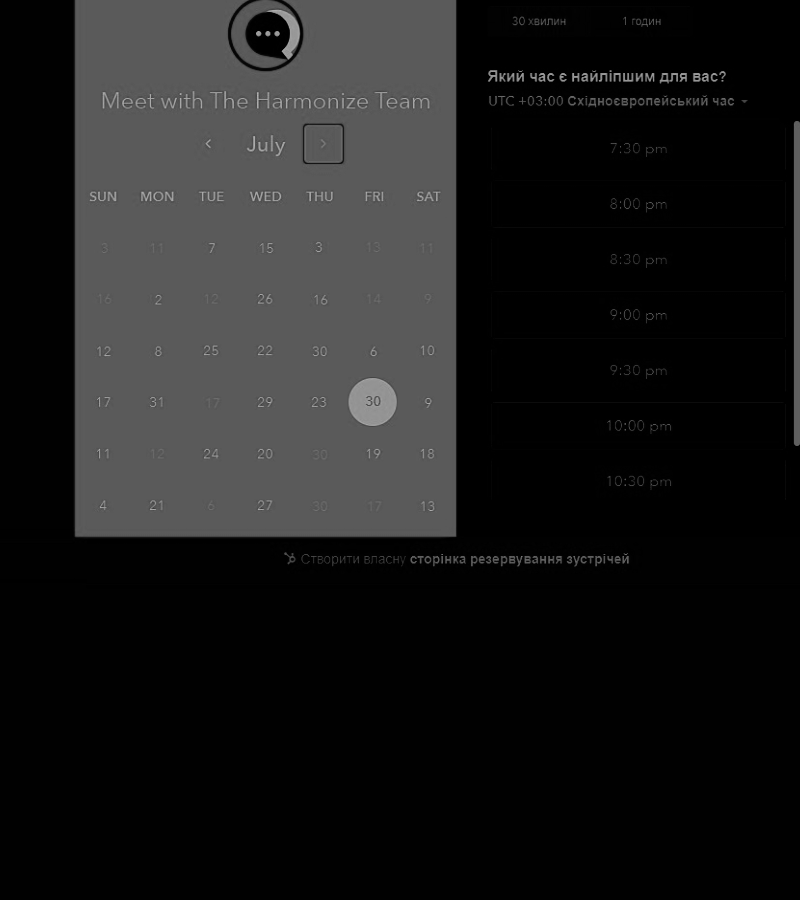 Meet with The Harmonize Team
July
SUN MON TUE WED THU FRI SAT
3 11 7 15 3 13 11
16 2 12 26 16 14 9
12 8 25 22 30 6 10
17 31 17 29 23 30 9
11 12 24 20 30 19 18
4 21 6 27 30 17 13
30 хвилин 1 годин
Який час є найліпшим для вас?
UTC +03:00 Східноєвропейський час
7:30 pm
8:00 pm
8:30 pm
9:00 pm
9:30 pm
10:00 pm
10:30 pm
Створити власну сторінка резервування зустрічей